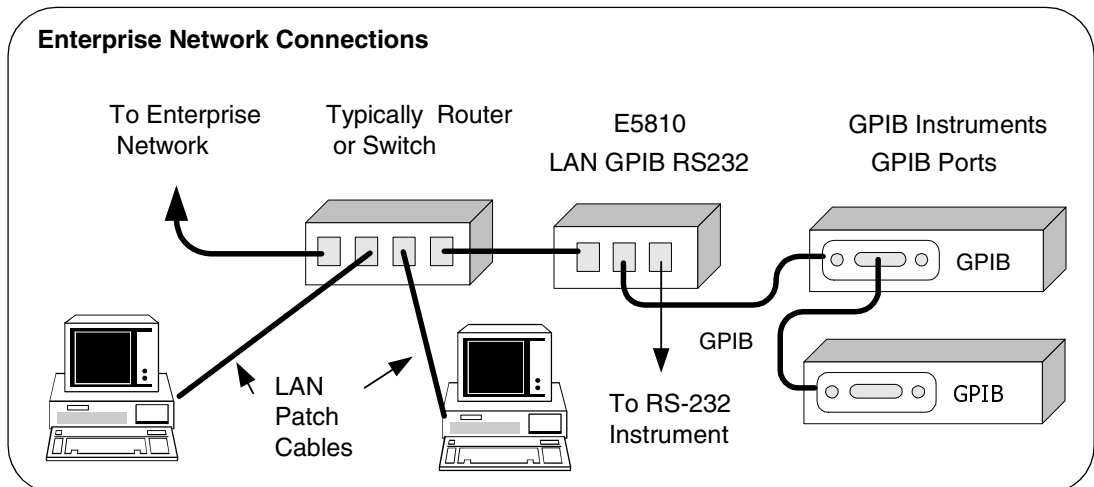 Enterprise Network Connections
To Enterprise
Network
Typically Router
or Switch
E5810
LAN GPIB RS232
GPIB Instruments
GPIB Ports
GPIB
GPIB
GPIB
LAN
Patch
Cables
To RS-232
Instrument